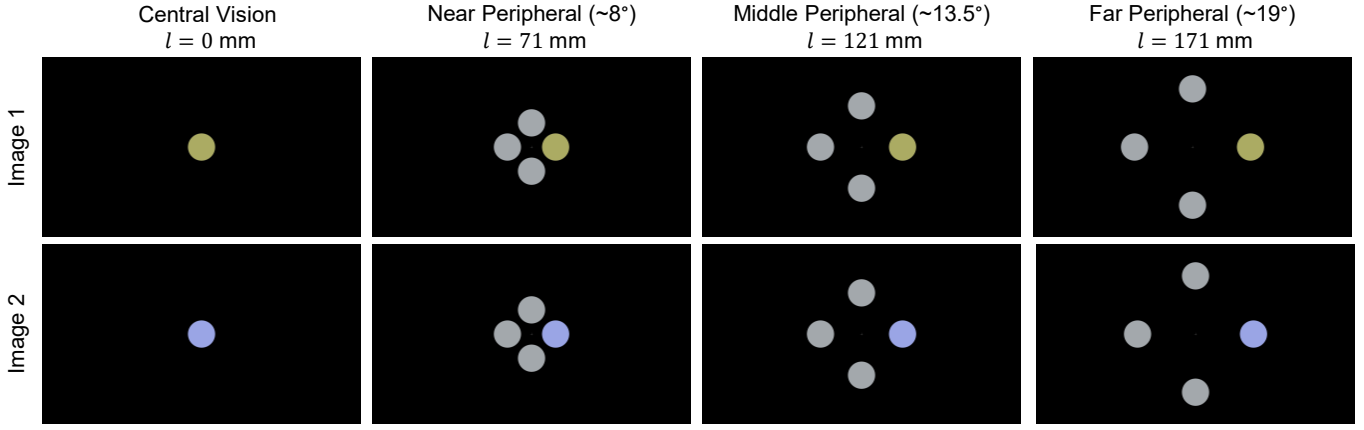 Central Vision
l = 0 mm
Near Peripheral (~8°)
l = 71 mm
Middle Peripheral (~13.5°)
l = 121 mm
Far Peripheral (~19°)
l = 171 mm
Image 1
Image 2